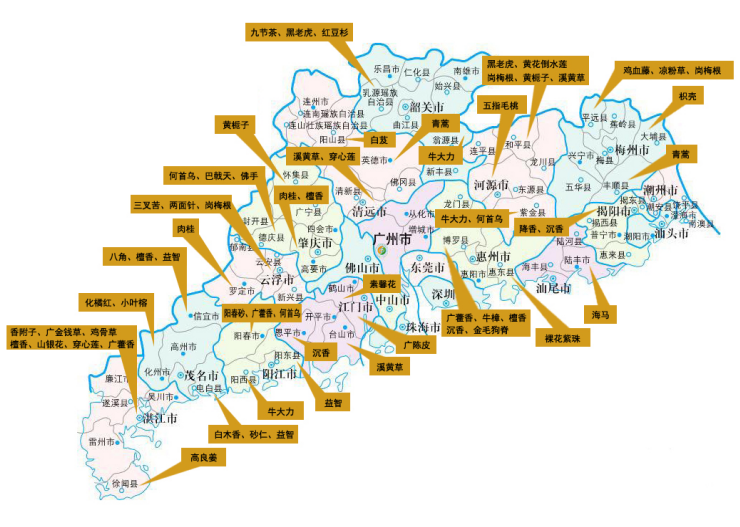 九节茶、黑老虎、红豆杉
黑老虎、黄花倒水莲
岗梅根、黄栀子、溪黄草
鸡血藤、凉粉草、岗梅根
枳壳
五指毛桃
青蒿
黄栀子
白芨
牛大力
溪黄草、穿心莲
青蒿
何首乌、巴戟天、佛手
肉桂、檀香
三叉苦、两面针、岗梅根
牛大力、何首乌
降香、沉香
肉桂
八角、檀香、益智
素馨花
海马
化橘红、小叶榕
阳春砂、广藿香、何首乌
广藿香、牛樟、檀香
沉香、金毛狗脊
香附子、广金钱草、鸡骨草
檀香、山银花、穿心莲、广藿香
裸花紫珠
广陈皮
沉香
溪黄草
益智
牛大力
白木香、砂仁、益智
高良姜
乐昌市
仁化县
南雄市
乳源瑶族
自治县
始兴县
韶关市
曲江县
翁源县
连州市
连南瑶族自治县
连山壮族瑶族自治县
阳山县
英德市
佛冈县
清新县
清远市
新丰县
连平县
和平县
龙川县
河源市
东源县
紫金县
平远县
蕉岭县
大埔县
兴宁市
梅县
梅州市
五华县
丰顺县
潮州市
潮安县
饶平县
澄海市
南澳县
汕头市
潮阳市
揭东县
揭阳市
揭西县
普宁市
惠来县
陆河县
陆丰市
海丰县
汕尾市
怀集县
广宁县
四会市
封开县
德庆县
肇庆市
高要市
郁南县
云安县
云浮市
罗定市
新兴县
从化市
增城市
广州市
龙门县
博罗县
惠州市
惠阳市
惠东县
东莞市
深圳市
佛山市
鹤山市
江门市
开平市
恩平市
台山市
中山市
珠海市
信宜市
高州市
化州市
茂名市
电白县
阳春市
阳东县
阳西县
阳江市
廉江市
遂溪县
吴川市
湛江市
雷州市
徐闻县